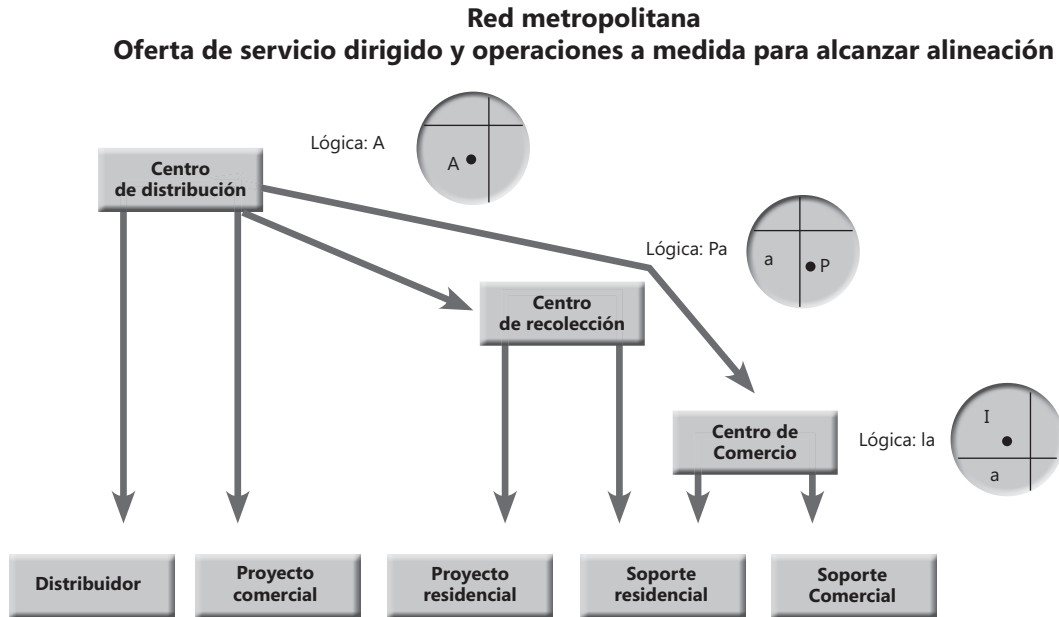 Red metropolitana
Oferta de servicio dirigido y operaciones a medida para alcanzar alineación
Lógica: A
A
Centro
de distribución
Lógica: Pa
a
P
Centro
de recolección
Centro de
Comercio
Lógica: Ia
I
a
Distribuidor
Proyecto
comercial
Proyecto
residencial
Soporte
residencial
Soporte
Comercial